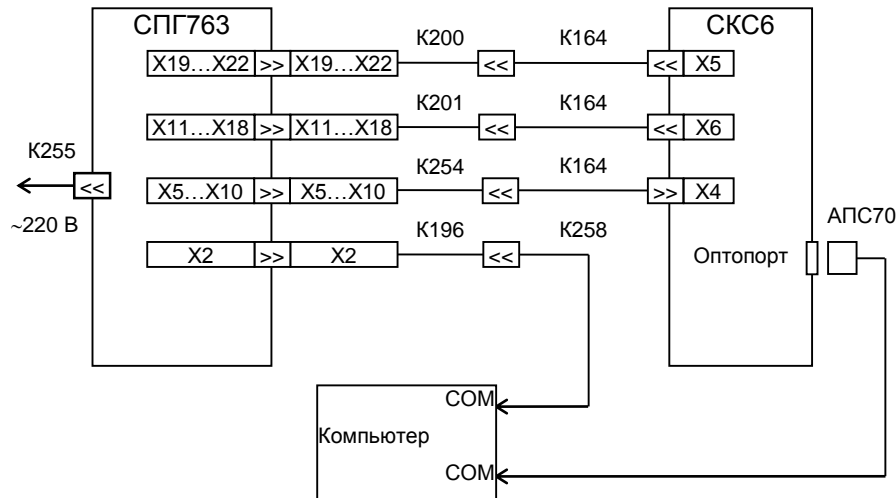 СПГ763 СКС6
К200 К164
X19...X22 >> X19...X22 << << X5
К201 К164
X11...X18 >> X11...X18 << << X6
К255 К254 К164
<< X5...X10 >> X5...X10 << >> X4
~220 В К196 К258 АПС70
X2 >> X2 << Оптопорт
COM
Компьютер
COM